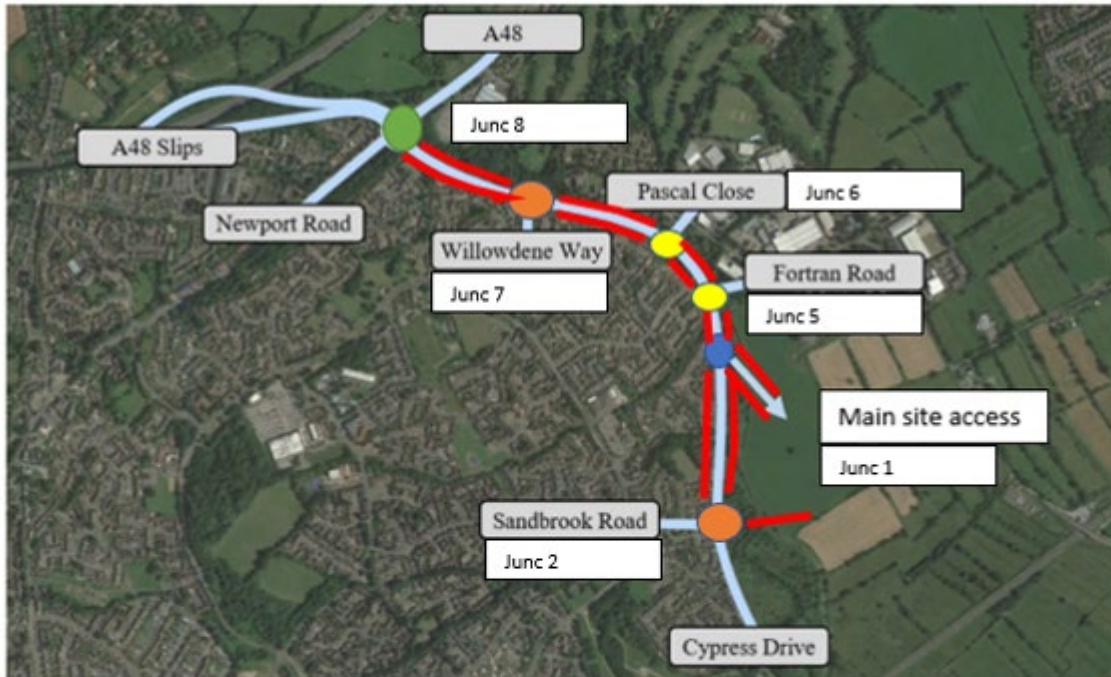 A48
Junc 8
A48 Slips
Pascal Close
Junc 6
Newport Road
Willowdene Way
Junc 7
Fortran Road
Junc 5
Main site access
Junc 1
Sandbrook Road
Junc 2
Cypress Drive